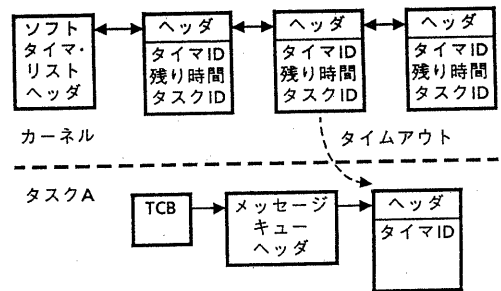 ソフト
タイマ・
リスト
ヘッダ
ヘッダ
タイマID
残り時間
タスクID
ヘッダ
タイマID
残り時間
タスクID
ヘッダ
タイマID
残り時間
タスクID
カーネル
タイムアウト
タスクA
TCB
メッセージ
キュー
ヘッダ
ヘッダ
タイマID